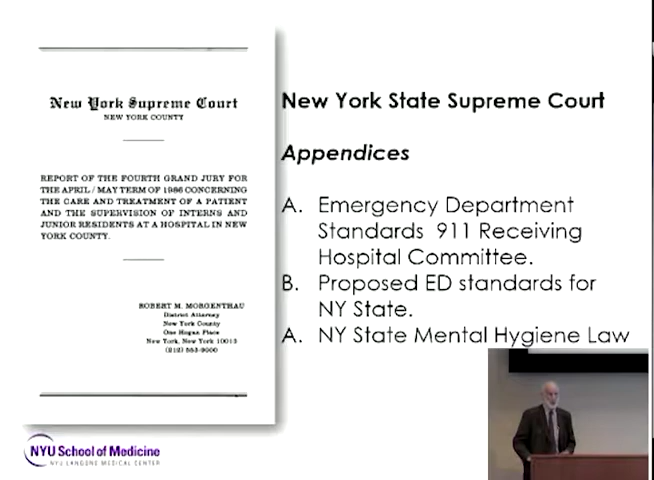 New York Supreme Court
NEW YORK COUNTY
REPORT OF THE FOURTH GRAND JURY FOR
THE APRIL / MAY TERM OF 1986 CONCERNING
THE CARE AND TREATMENT OF A PATIENT
AND THE SUPERVISION OF INTERNS AND
JUNIOR RESIDENTS AT A HOSPITAL IN NEW
YORK COUNTY.
ROBERT M. MORGENTHAU
District Attorney
New York County
One Hogan Place
New York, New York 10013
(212) 553-9000
New York State Supreme Court
Appendices
A. Emergency Department
Standards 911 Receiving
Hospital Committee.
B. Proposed ED standards for
NY State.
A. NY State Mental Hygiene Law
NYU School of Medicine
NYU LANGONE MEDICAL CENTER